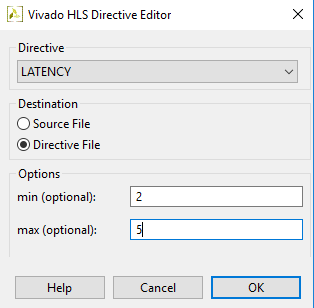 Vivado HLS Directive Editor
Directive
LATENCY
Destination
Source File
Directive File
Options
min (optional): 2
max (optional): 5
Help Cancel OK